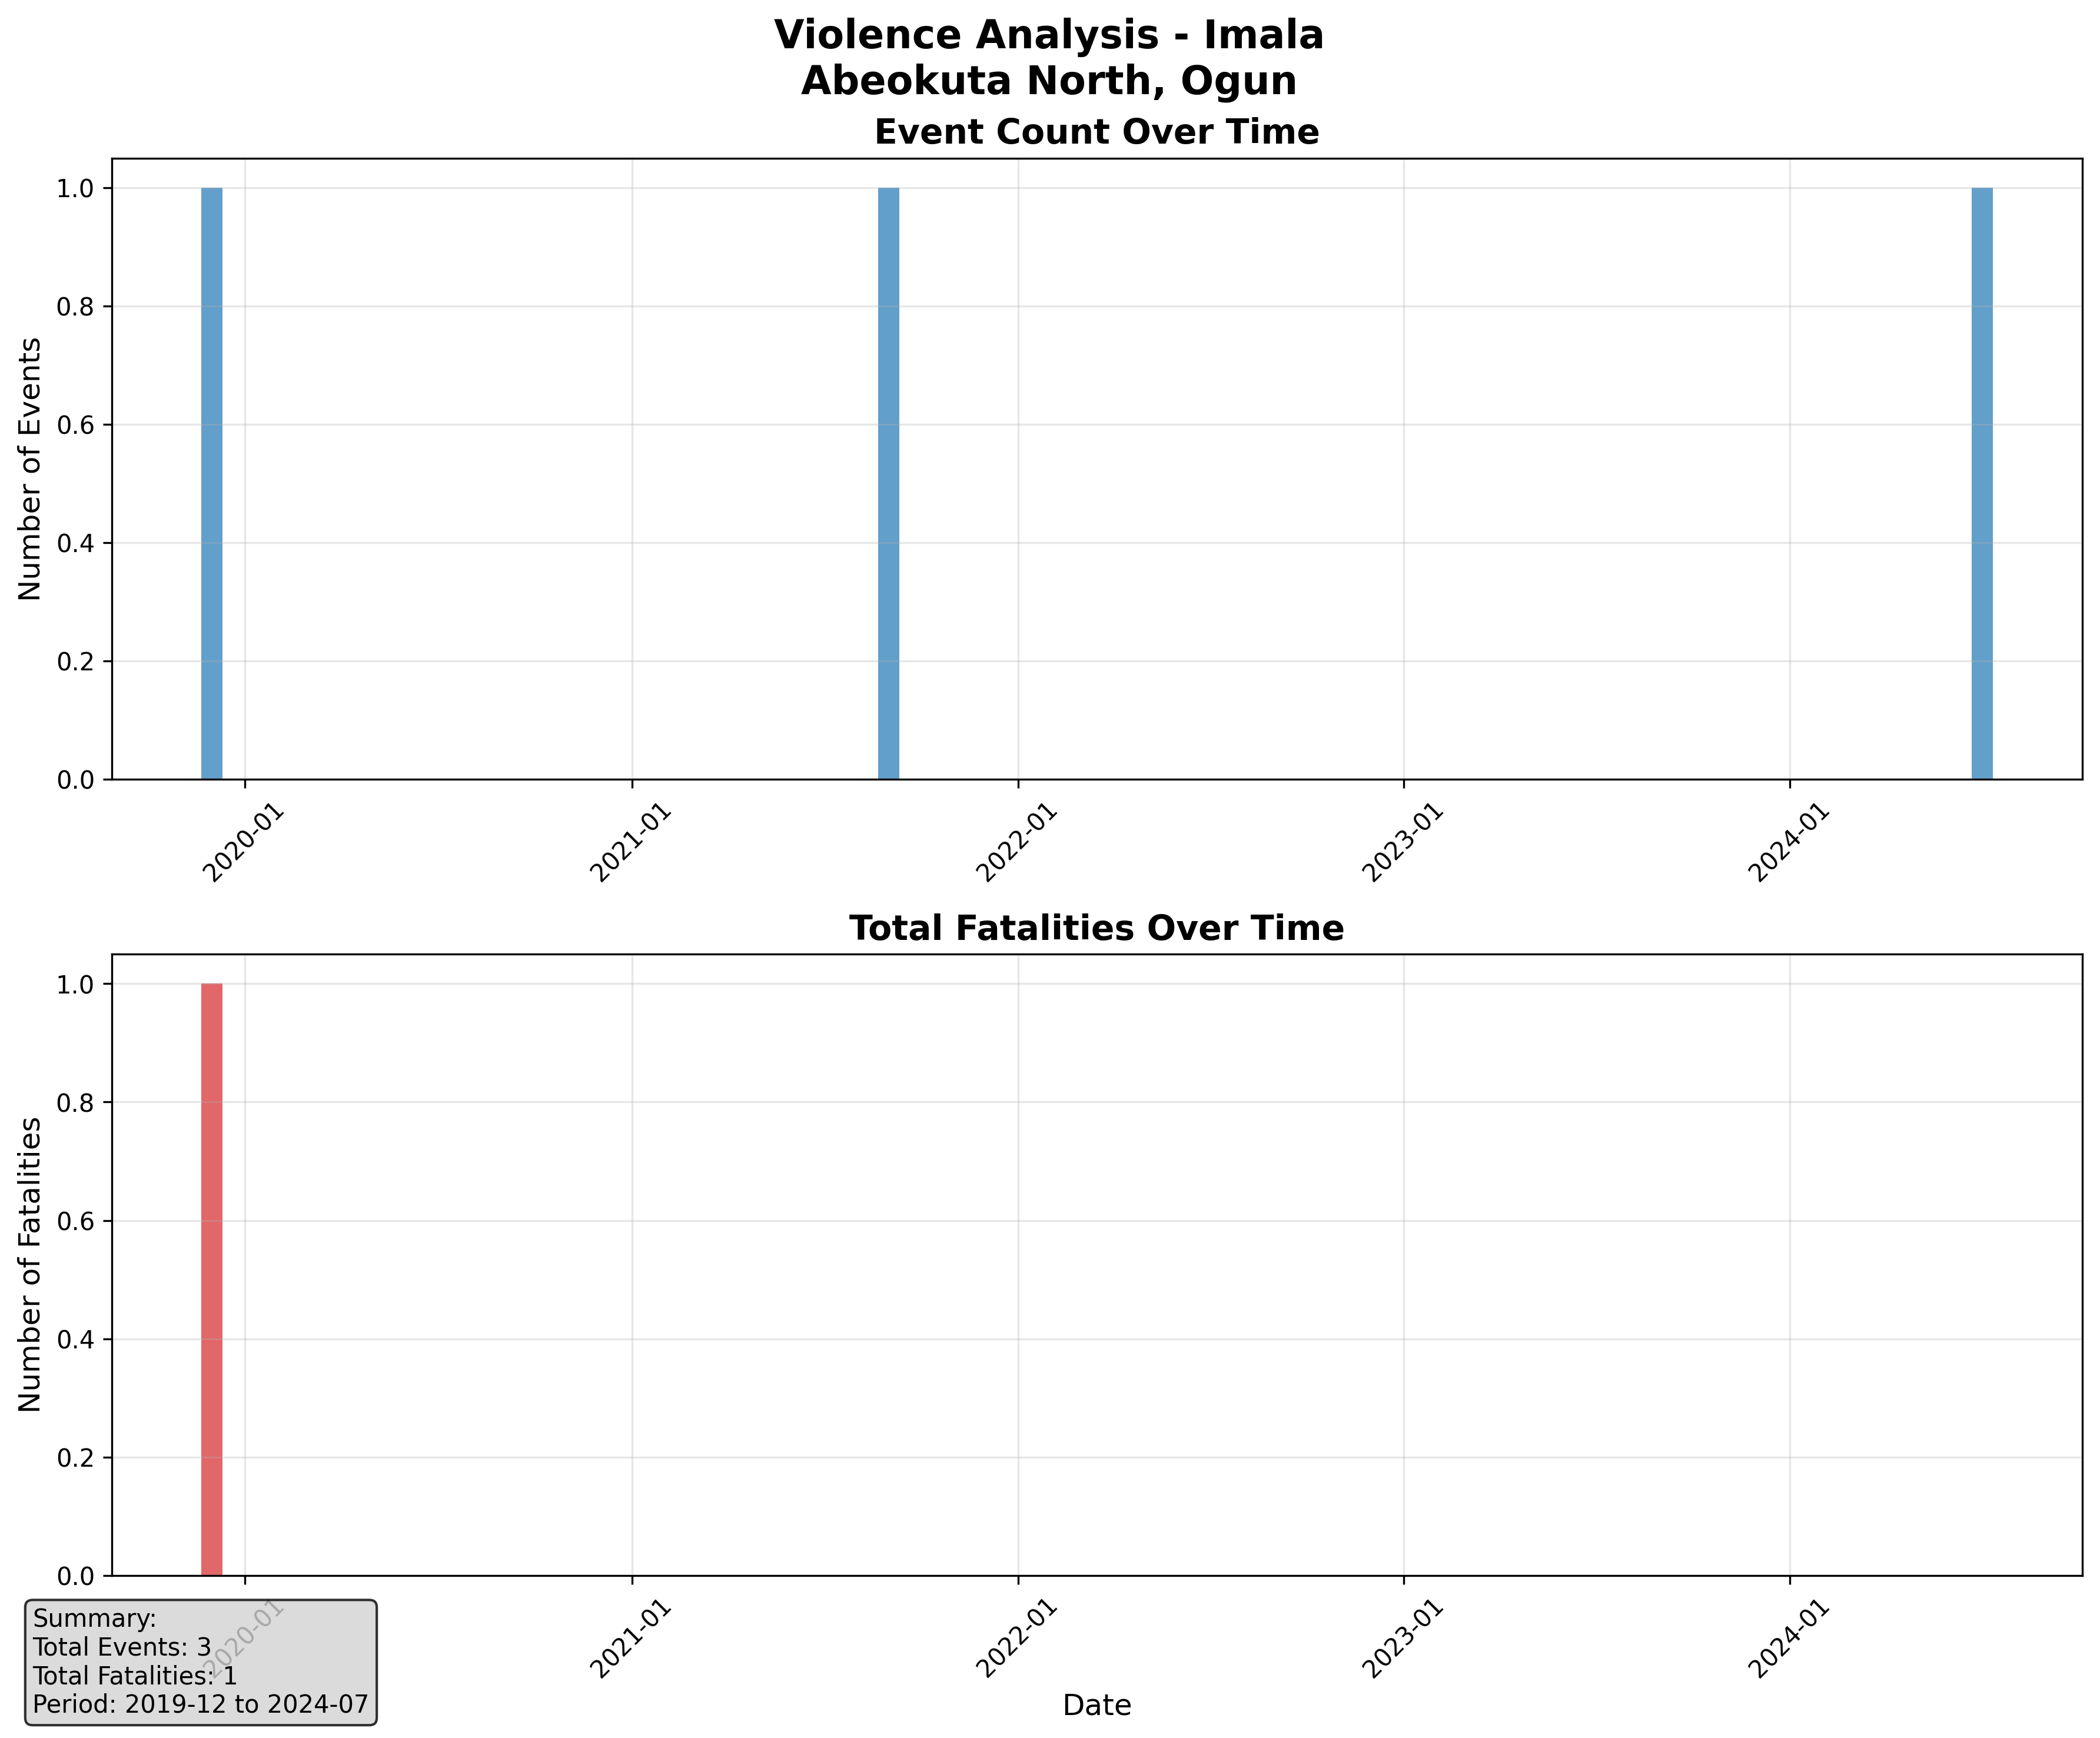 Violence Analysis - Imala
Abeokuta North, Ogun
Event Count Over Time
Number of Events
1.0
0.8
0.6
0.4
0.2
0.0
2020-01
2021-01
2022-01
2023-01
2024-01
Total Fatalities Over Time
Number of Fatalities
1.0
0.8
0.6
0.4
0.2
0.0
2020-01
2021-01
2022-01
2023-01
2024-01
Date
Summary:
Total Events: 3
Total Fatalities: 1
Period: 2019-12 to 2024-07